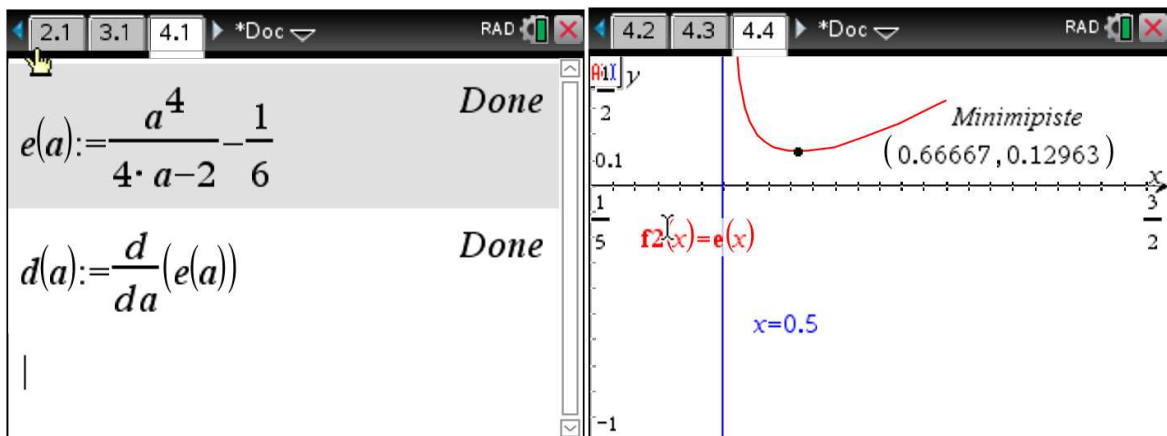 2.1 3.1 4.1 *Doc RAD
e(a):=a^4/(4·a-2)-1/6 Done
d(a):=d/da(e(a)) Done
4.2 4.3 4.4 *Doc RAD
y
1/2
Minimipiste
(0.66667,0.12963)
0.1
x
1/5
3/2
f2(x)=e(x)
x=0.5
-1